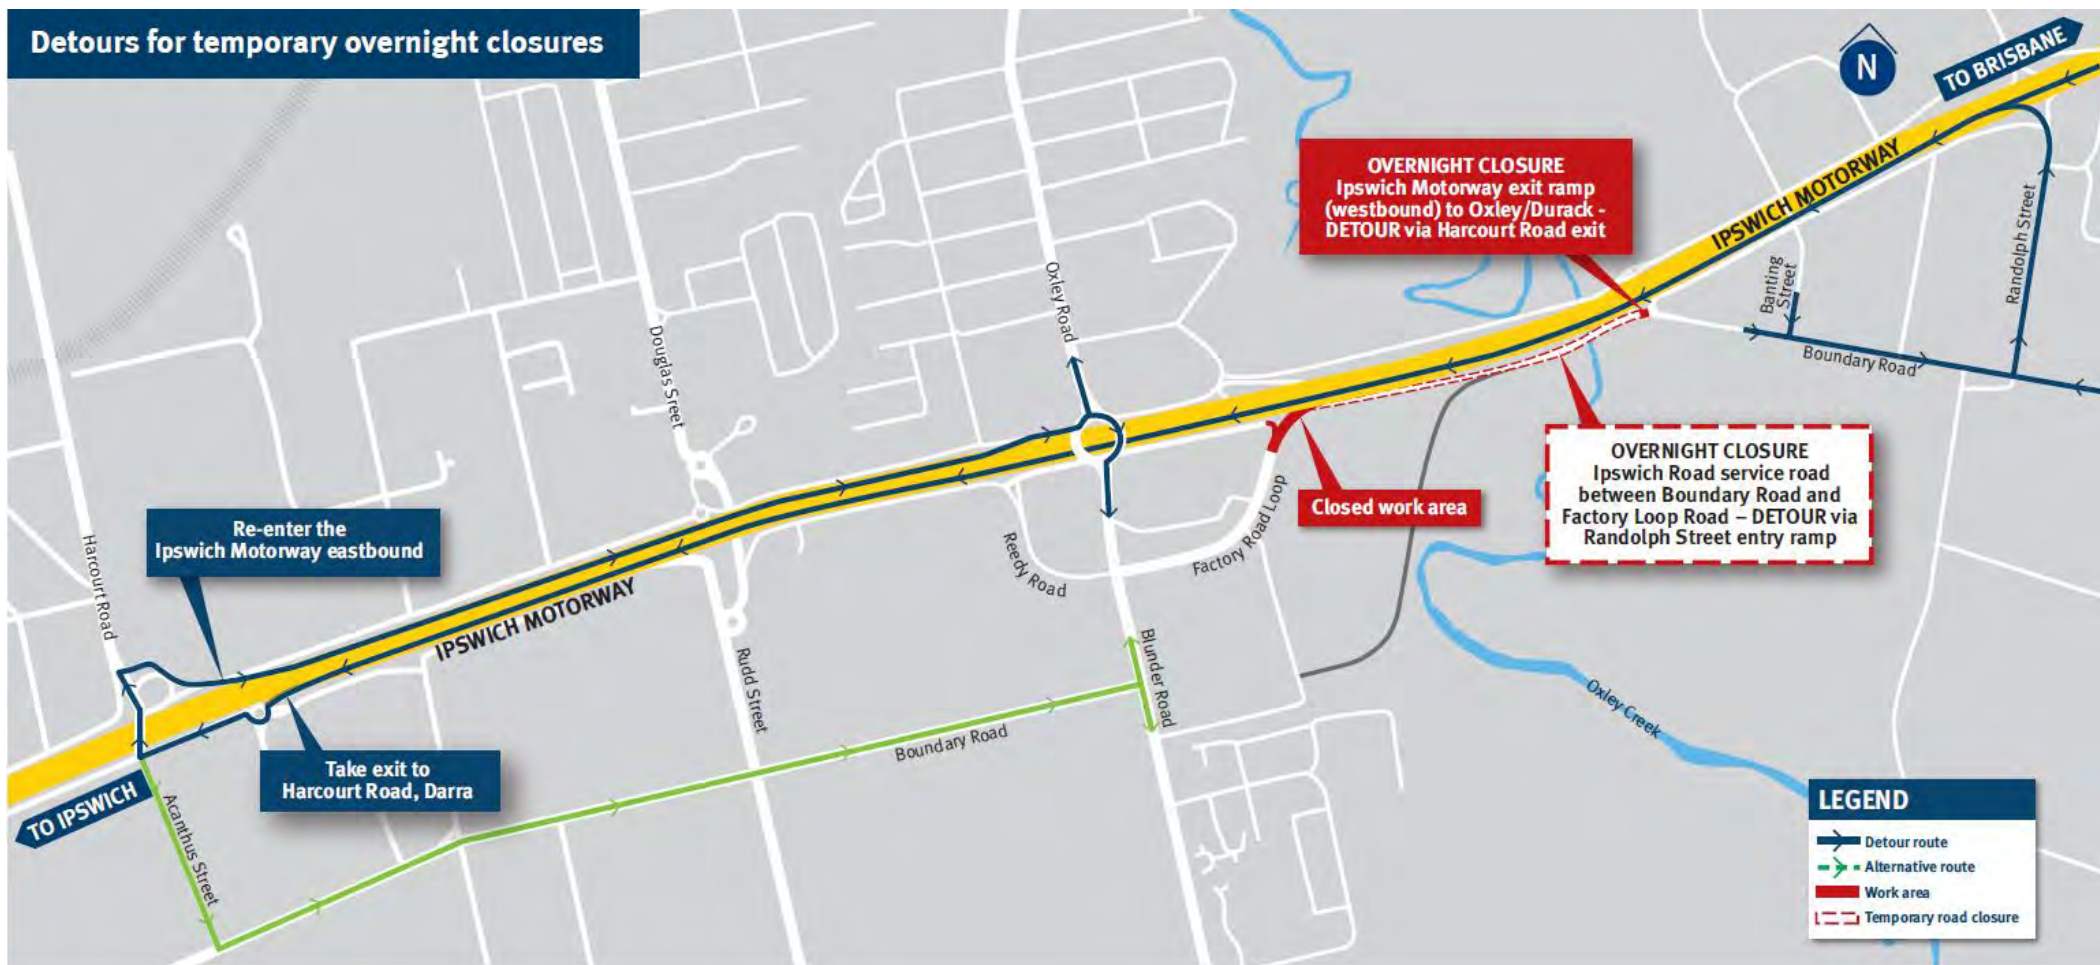 Detours for temporary overnight closures
N
TO BRISBANE
OVERNIGHT CLOSURE
Ipswich Motorway exit ramp
(westbound) to Oxley/Durack -
DETOUR via Harcourt Road exit
IPSWICH MOTORWAY
Randolph Street
Banting
Street
Boundary Road
Oxley Road
Douglas Sreet
OVERNIGHT CLOSURE
Ipswich Road service road
between Boundary Road and
Factory Loop Road – DETOUR via
Randolph Street entry ramp
Closed work area
Factory Road Loop
Reedy Road
Re-enter the
Ipswich Motorway eastbound
Harcourt Road
IPSWICH MOTORWAY
Rudd Street
Blunder Road
Boundary Road
Oxley Creek
Take exit to
Harcourt Road, Darra
TO IPSWICH
Acanthus Street
LEGEND
Detour route
Alternative route
Work area
Temporary road closure